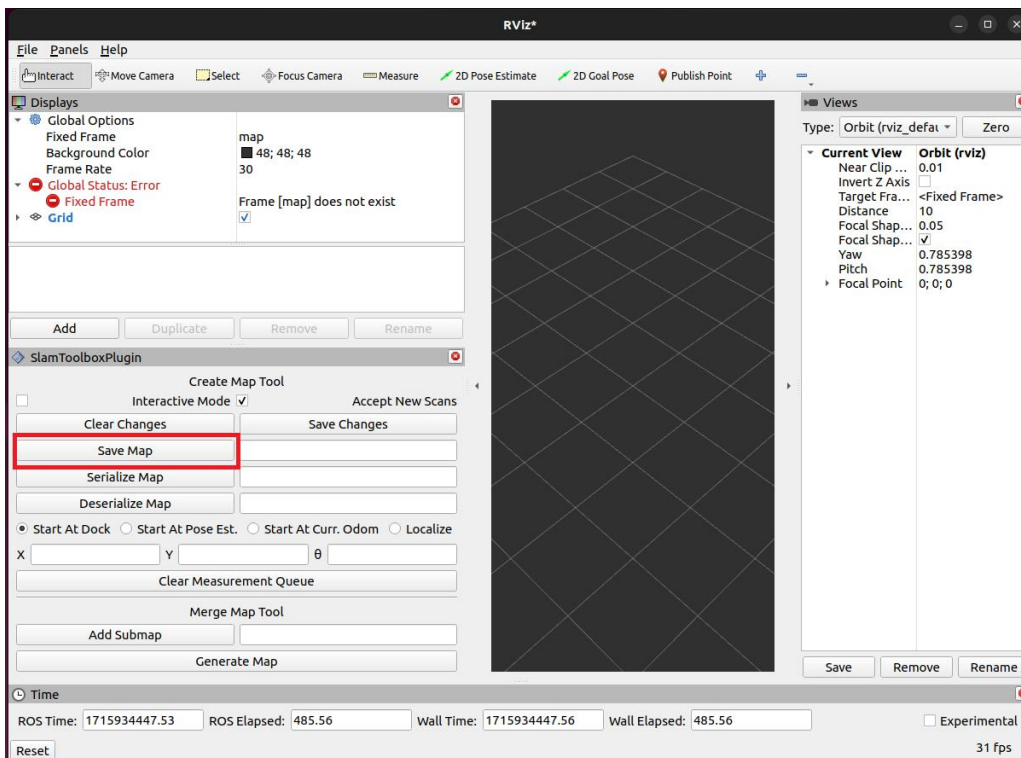 RViz*
File Panels Help
Interact Move Camera Select Focus Camera Measure 2D Pose Estimate 2D Goal Pose Publish Point
Displays
Global Options
Fixed Frame map
Background Color 48; 48; 48
Frame Rate 30
Global Status: Error
Fixed Frame Frame [map] does not exist
Grid
Add Duplicate Remove Rename
SlamToolboxPlugin
Create Map Tool
Interactive Mode Accept New Scans
Clear Changes Save Changes
Save Map
Serialize Map
Deserialize Map
Start At Dock Start At Pose Est. Start At Curr. Odom Localize
X Y θ
Clear Measurement Queue
Merge Map Tool
Add Submap
Generate Map
Views
Type: Orbit (rviz_defau Zero
Current View Orbit (rviz)
Near Clip ... 0.01
Invert Z Axis
Target Fra... <Fixed Frame>
Distance 10
Focal Shap... 0.05
Focal Shap...
Yaw 0.785398
Pitch 0.785398
Focal Point 0; 0; 0
Save Remove Rename
Time
ROS Time: 1715934447.53 ROS Elapsed: 485.56 Wall Time: 1715934447.56 Wall Elapsed: 485.56 Experimental
Reset 31 fps